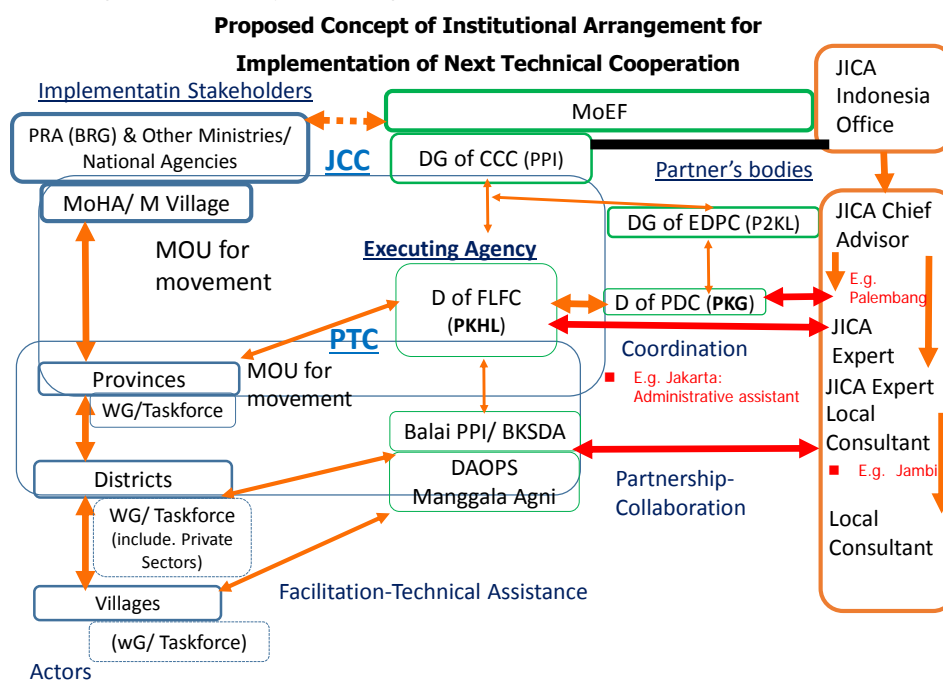 Proposed Concept of Institutional Arrangement for
Implementation of Next Technical Cooperation
Implementatin Stakeholders
PRA (BRG) & Other Ministries/
National Agencies
MoEF
JICA
Indonesia
Office
JCC
DG of CCC (PPI)
Partner's bodies
MoHA/ M Village
DG of EDPC (P2KL)
JICA Chief
Advisor
MOU for
movement
Executing Agency
D of FLFC
(PKHL)
D of PDC (PKG)
E.g.
Palembang
PTC
JICA
Expert
Coordination
Provinces
MOU for
movement
E.g. Jakarta:
Administrative assistant
WG/Taskforce
JICA Expert
Local
Consultant
Balai PPI/ BKSDA
E.g. Jambi
Districts
DAOPS
Manggala Agni
Partnership-
Collaboration
WG/ Taskforce
(include. Private
Sectors)
Local
Consultant
Villages
Facilitation-Technical Assistance
(wG/ Taskforce)
Actors